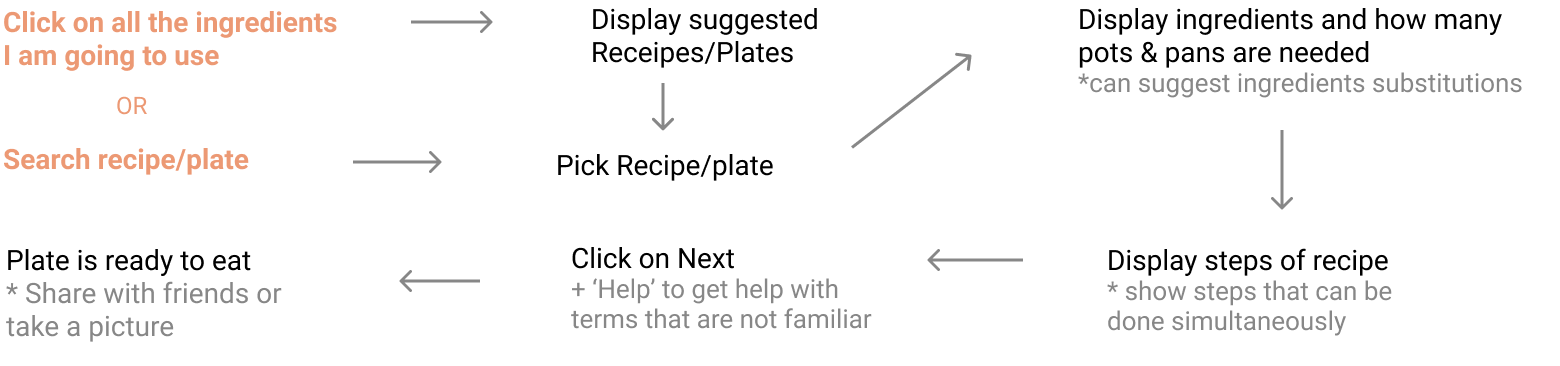 Click on all the ingredients
I am going to use
OR
Search recipe/plate
Display suggested
Receipes/Plates
Pick Recipe/plate
Display ingredients and how many
pots & pans are needed
*can suggest ingredients substitutions
Display steps of recipe
* show steps that can be
done simultaneously
Click on Next
+ ‘Help’ to get help with
terms that are not familiar
Plate is ready to eat
* Share with friends or
take a picture